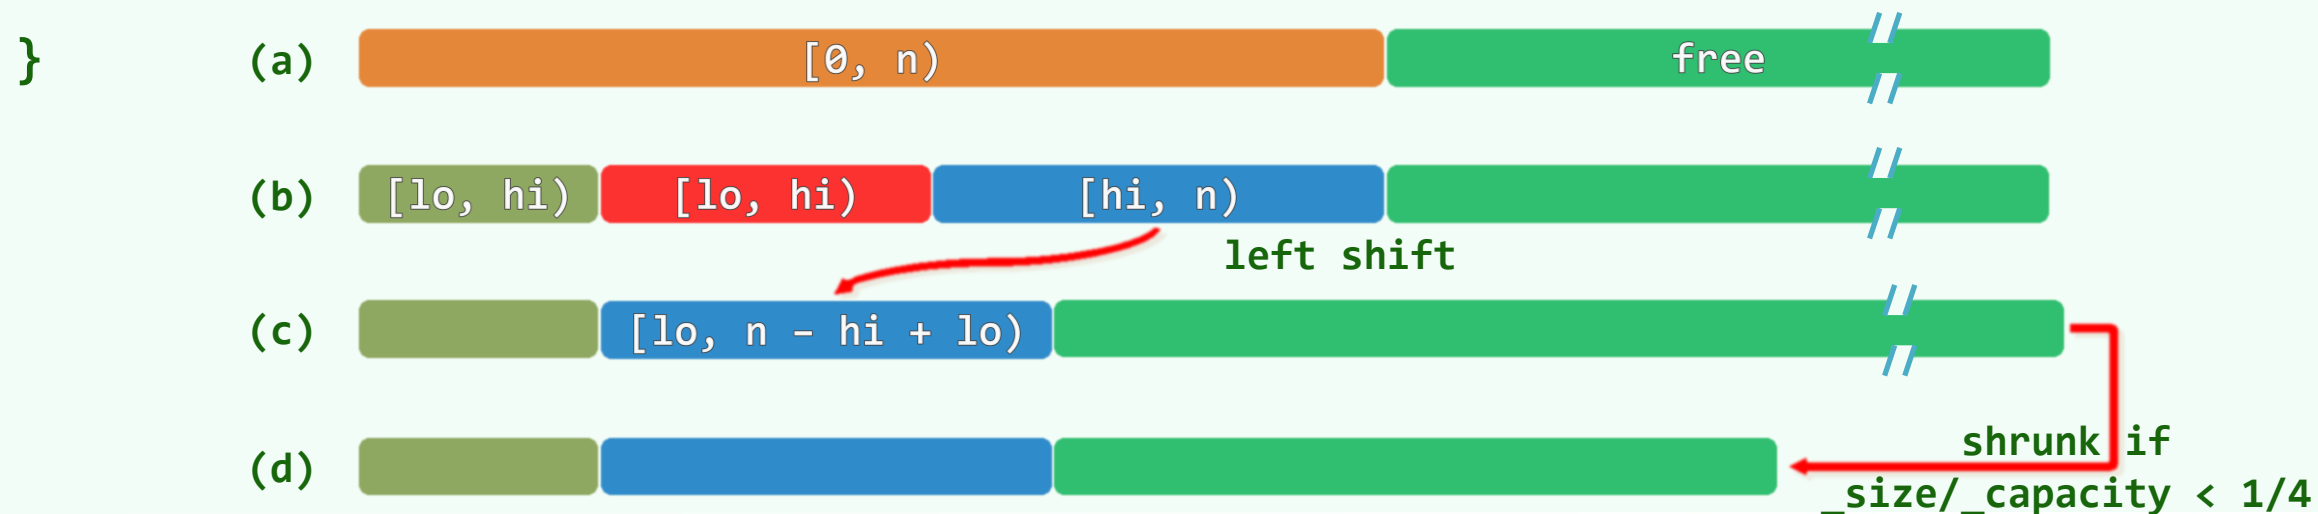 } (a) [0, n) free
(b) [lo, hi) [lo, hi) [hi, n)
left shift
(c) [lo, n − hi + lo)
shrunk if
(d)
_size/_capacity < 1/4